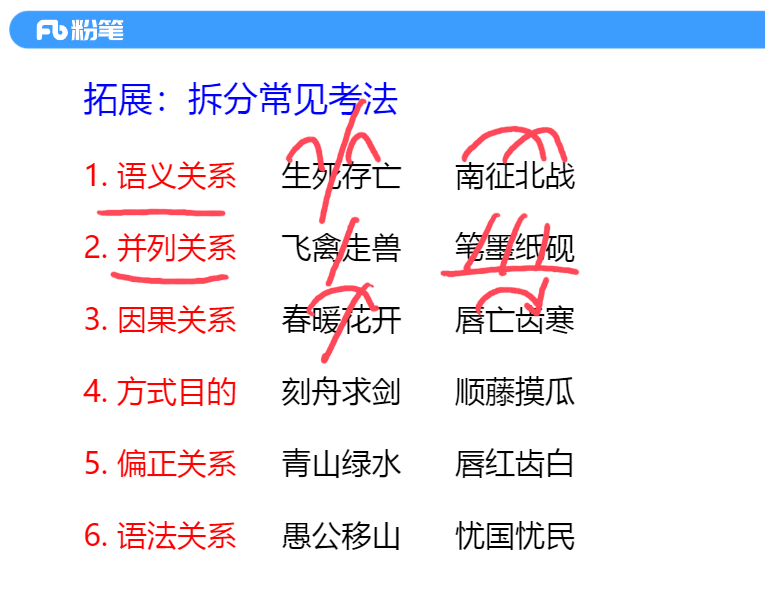 粉笔
拓展：拆分常见考法
1. 语义关系 生死存亡 南征北战
2. 并列关系 飞禽走兽 笔墨纸砚
3. 因果关系 春暖花开 唇亡齿寒
4. 方式目的 刻舟求剑 顺藤摸瓜
5. 偏正关系 青山绿水 唇红齿白
6. 语法关系 愚公移山 忧国忧民